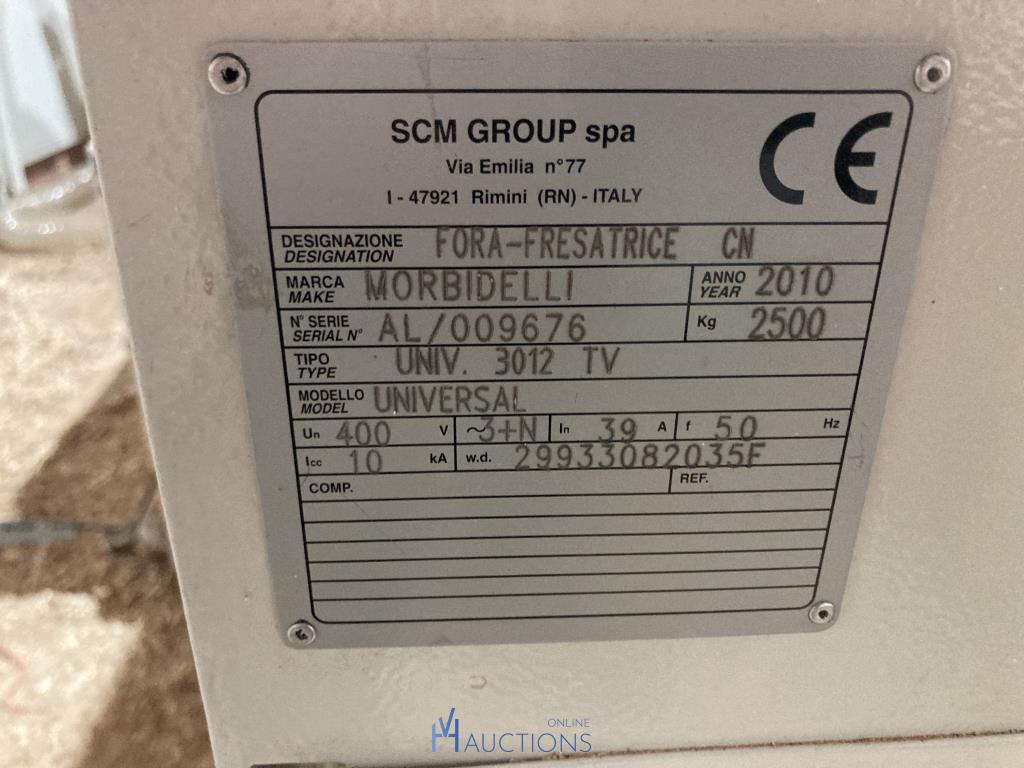 SCM GROUP spa
Via Emilia n°77
I - 47921 Rimini (RN) - ITALY
CE
DESIGNAZIONE
DESIGNATION FORA-FRESATRICE CN
MARCA
MAKE MORBIDELLI ANNO
YEAR 2010
N° SERIE
SERIAL N° AL/009676 Kg 2500
TIPO
TYPE UNIV. 3012 TV
MODELLO
MODEL UNIVERSAL
Un 400 V ~3+N In 39 A f 50 Hz
Icc 10 kA w.d. 29933082035F
COMP. REF.
VH ONLINE
AUCTIONS